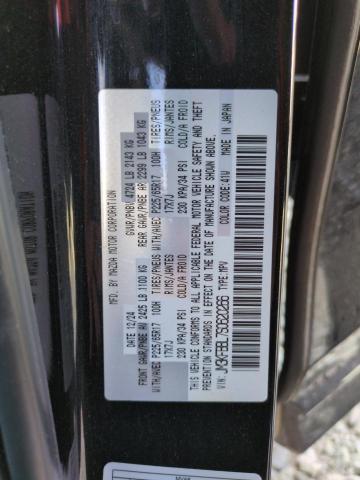 MFD. BY MAZDA MOTOR CORPORATION
DATE: 12/24 GVWR/PNBV 4724 LB 2143 KG
FRONT GAWR/PNBE AV 2425 LB 1100 KG REAR GAWR/PNBE AR 2299 LB 1043 KG
WITH/AVEC P225/65R17 100H TIRES/PNEUS WITH/AVEC P225/65R17 100H TIRES/PNEUS
17X7J RIMS/JANTES 17X7J RIMS/JANTES
230 KPA/34 PSI COLD/A FROID 230 KPA/34 PSI COLD/A FROID
CONFORMS TO ALL APPLICABLE FEDERAL MOTOR VEHICLE SAFETY AND THEFT
PREVENTION STANDARDS IN EFFECT ON THE DATE OF MANUFACTURE SHOWN ABOVE.
VIN: TYPE: MPV COLOR CODE: 41W MADE IN JAPAN